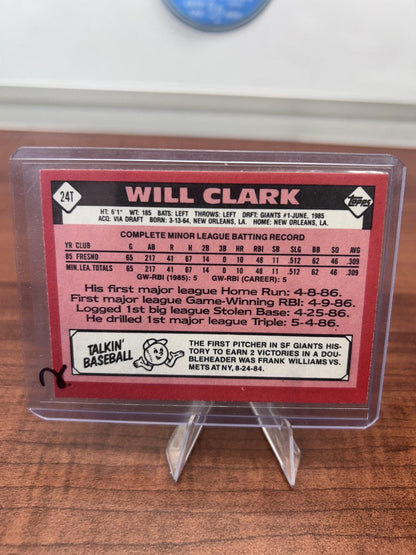 24T
WILL CLARK
Topps
HT: 6'1" WT: 185 BATS: LEFT THROWS: LEFT DRFT: GIANTS #1-JUNE, 1985
ACQ: VIA DRAFT BORN: 3-13-64, NEW ORLEANS, LA. HOME: NEW ORLEANS, LA.
COMPLETE MINOR LEAGUE BATTING RECORD
YR CLUB G AB R H 2B 3B HR RBI SB SLG BB SO AVG
85 FRESNO 65 217 41 67 14 0 10 48 11 .512 62 46 .309
MIN.LEA.TOTALS 65 217 41 67 14 0 10 48 11 .512 62 46 .309
GW-RBI (1985): 5 GW-RBI (CAREER): 5
His first major league Home Run: 4-8-86.
First major league Game-Winning RBI: 4-9-86.
Logged 1st big league Stolen Base: 4-25-86.
He drilled 1st major league Triple: 5-4-86.
TALKIN' BASEBALL
THE FIRST PITCHER IN SF GIANTS HIS-
TORY TO EARN 2 VICTORIES IN A DOU-
BLEHEADER WAS FRANK WILLIAMS VS.
METS AT NY, 8-24-84.